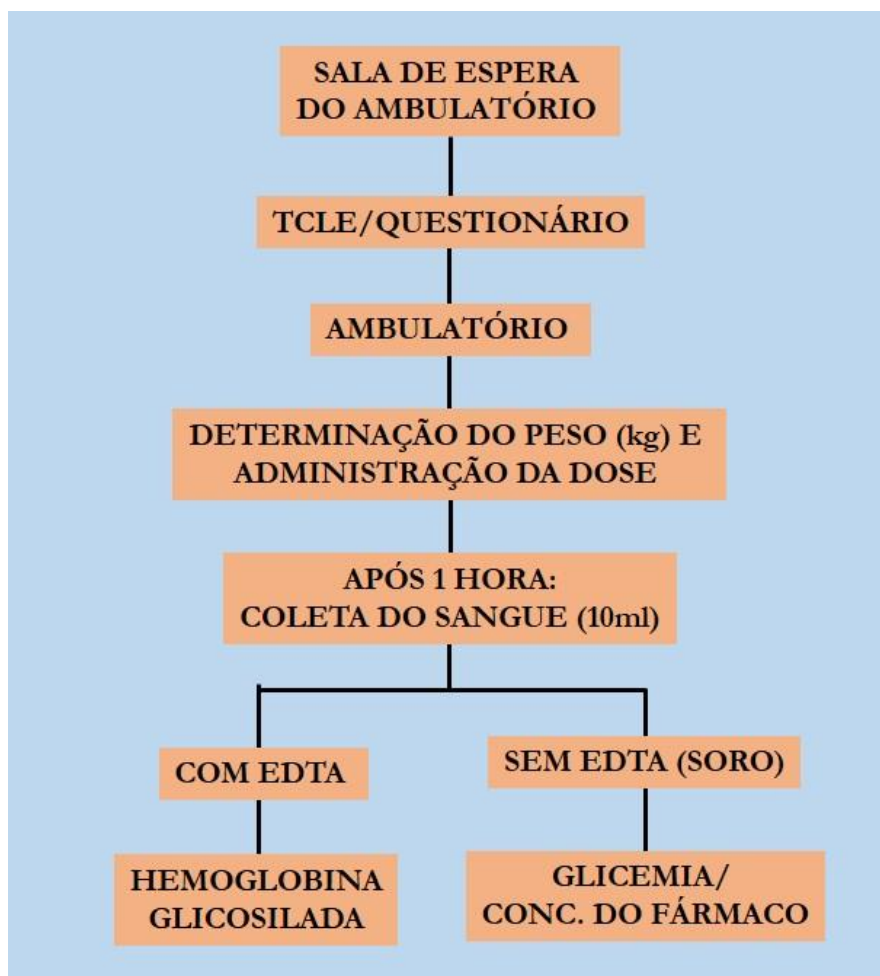 SALA DE ESPERA
DO AMBULATÓRIO
TCLE/QUESTIONÁRIO
AMBULATÓRIO
DETERMINAÇÃO DO PESO (kg) E
ADMINISTRAÇÃO DA DOSE
APÓS 1 HORA:
COLETA DO SANGUE (10ml)
COM EDTA
SEM EDTA (SORO)
HEMOGLOBINA
GLICOSILADA
GLICEMIA/
CONC. DO FÁRMACO